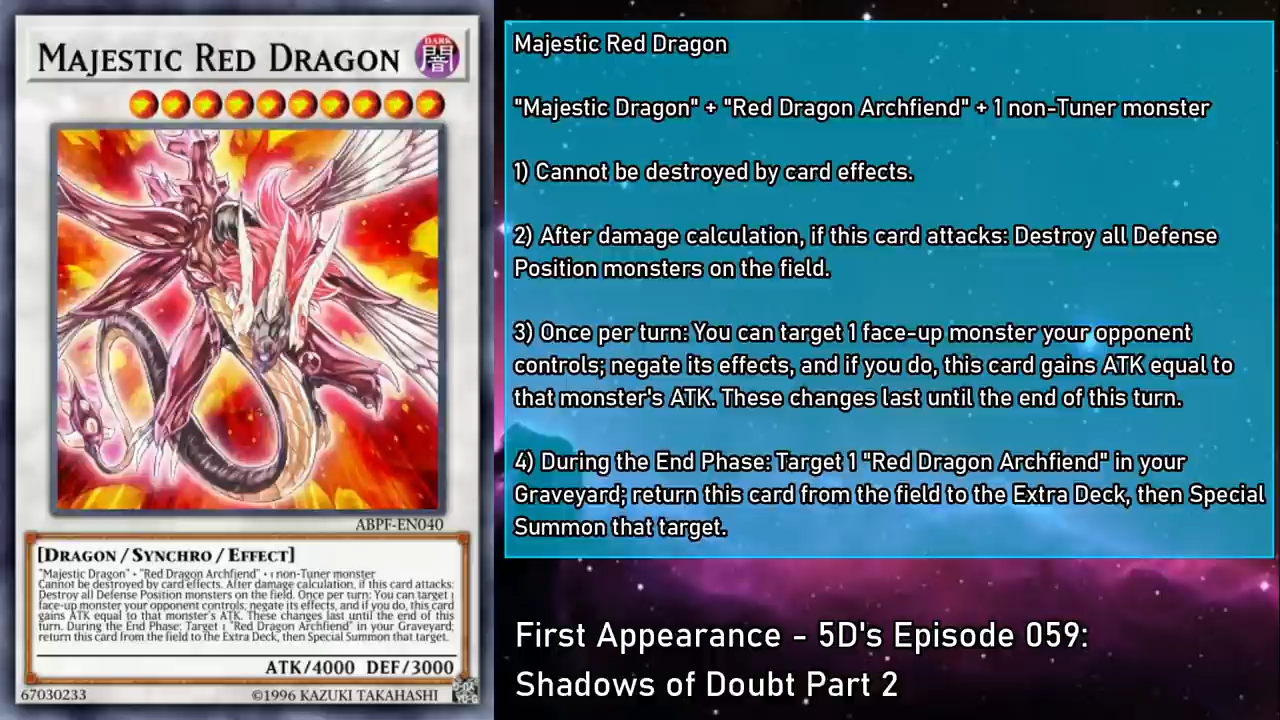 Majestic Red Dragon
DARK
闇
[Dragon / Synchro / Effect]
"Majestic Dragon" + "Red Dragon Archfiend" + 1 non-Tuner monster
Cannot be destroyed by card effects. After damage calculation, if this card attacks:
Destroy all Defense Position monsters on the field. Once per turn: You can target 1
face-up monster your opponent controls; negate its effects, and if you do, this card
gains ATK equal to that monster's ATK. These changes last until the end of this
turn. During the End Phase: Target 1 "Red Dragon Archfiend" in your Graveyard;
return this card from the field to the Extra Deck, then Special Summon that target.
ABPF-EN040
ATK/4000 DEF/3000
67030233
©1996 KAZUKI TAKAHASHI
Majestic Red Dragon
"Majestic Dragon" + "Red Dragon Archfiend" + 1 non-Tuner monster
1) Cannot be destroyed by card effects.
2) After damage calculation, if this card attacks: Destroy all Defense
Position monsters on the field.
3) Once per turn: You can target 1 face-up monster your opponent
controls; negate its effects, and if you do, this card gains ATK equal to
that monster's ATK. These changes last until the end of this turn.
4) During the End Phase: Target 1 "Red Dragon Archfiend" in your
Graveyard; return this card from the field to the Extra Deck, then Special
Summon that target.
First Appearance - 5D's Episode 059:
Shadows of Doubt Part 2